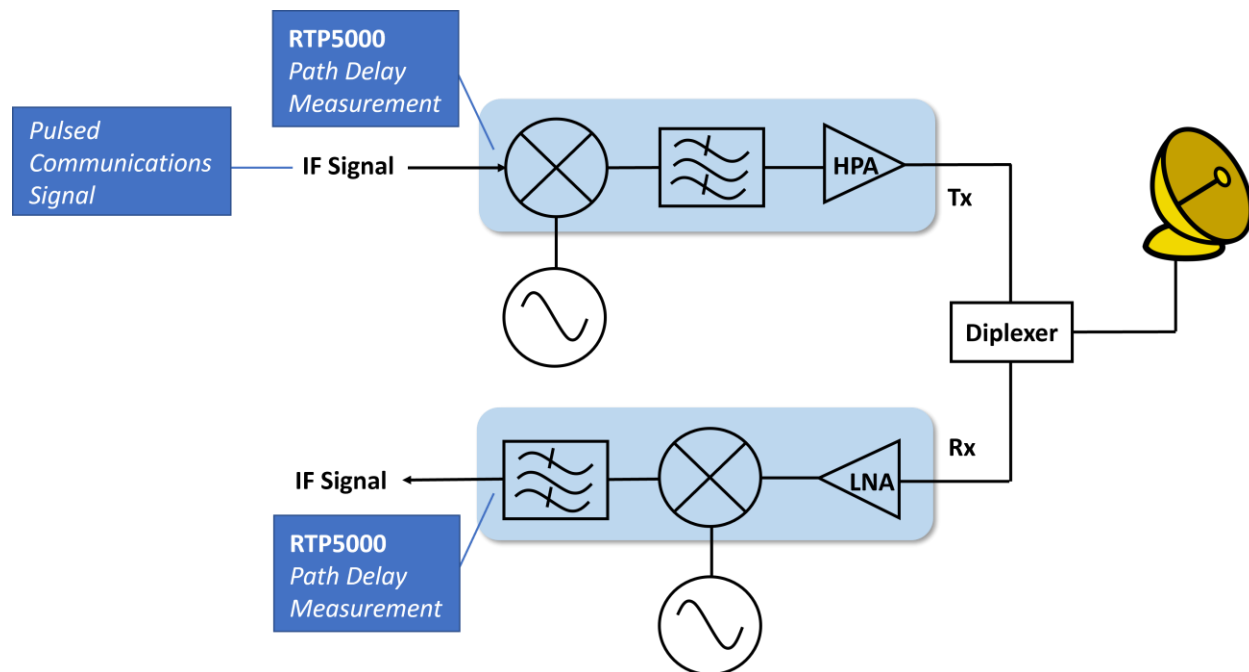 RTP5000
Path Delay
Measurement
Pulsed
Communications
Signal
IF Signal
HPA
Tx
Diplexer
Rx
LNA
IF Signal
RTP5000
Path Delay
Measurement